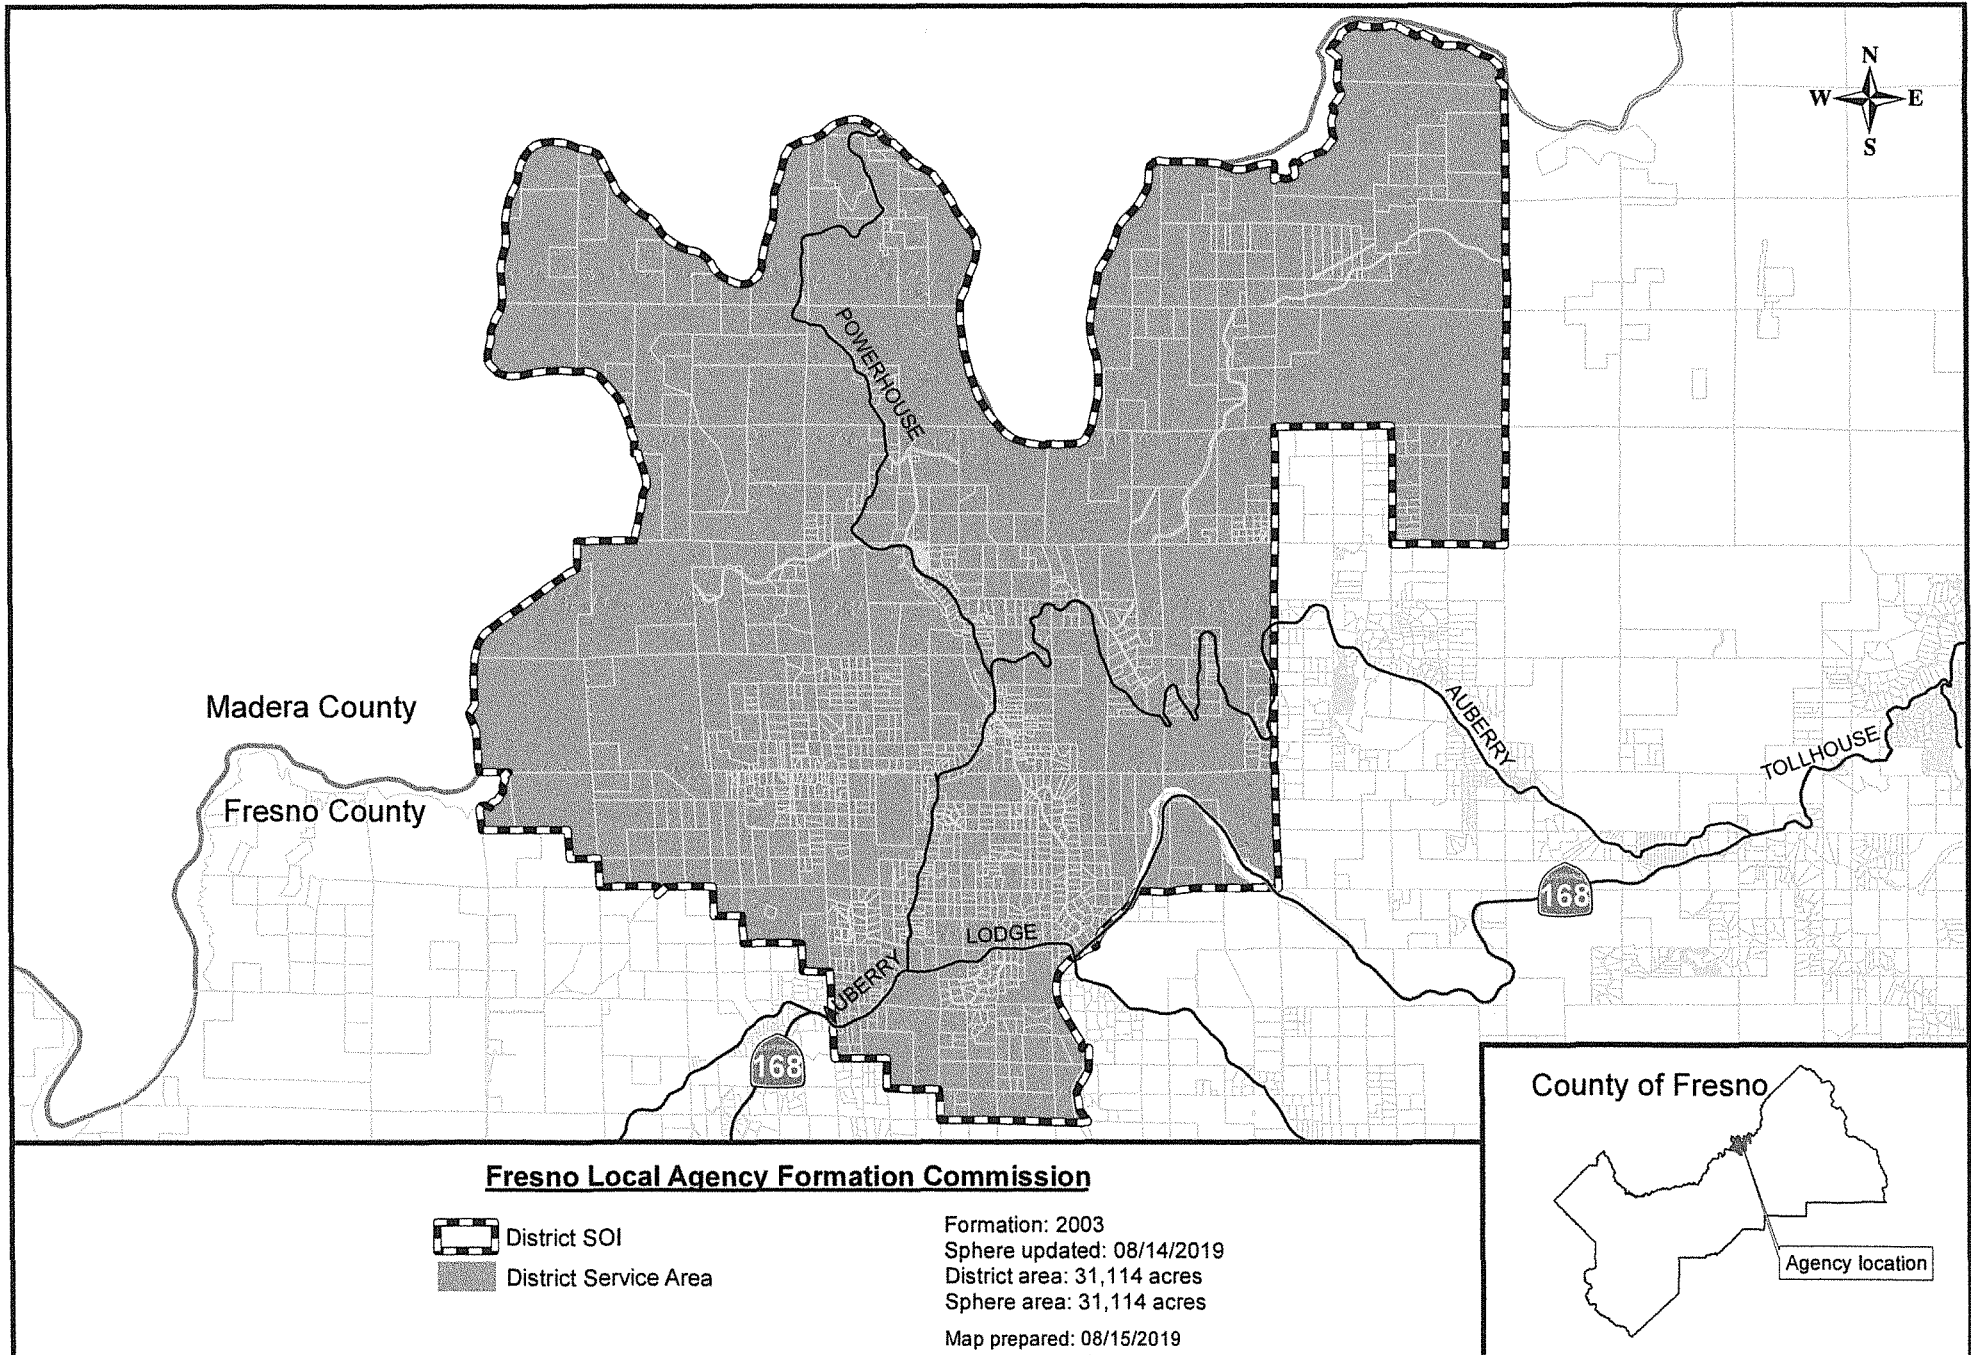 N
W E
S
POWERHOUSE
Madera County
Fresno County
AUBERRY
TOLLHOUSE
168
LODGE
AUBERRY
168
County of Fresno
Agency location
Fresno Local Agency Formation Commission
District SOI
District Service Area
Formation: 2003
Sphere updated: 08/14/2019
District area: 31,114 acres
Sphere area: 31,114 acres
Map prepared: 08/15/2019